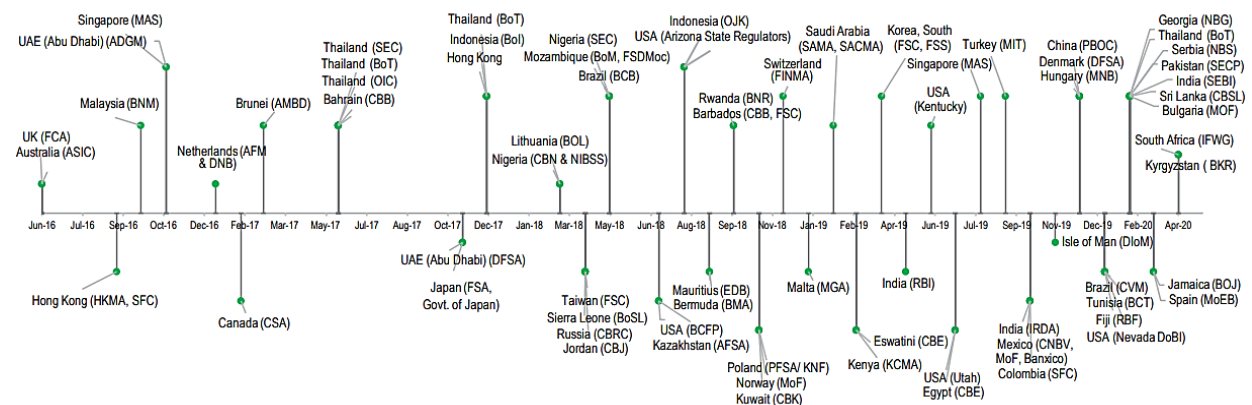 Singapore (MAS)
UAE (Abu Dhabi) (ADGM)
Malaysia (BNM)
UK (FCA)
Australia (ASIC)
Netherlands (AFM
& DNB)
Brunei (AMBD)
Thailand (SEC)
Thailand (BoT)
Thailand (OIC)
Bahrain (CBB)
Thailand (BoT)
Indonesia (BoI)
Hong Kong
Lithuania (BOL)
Nigeria (CBN & NIBSS)
Nigeria (SEC)
Mozambique (BoM, FSDMoc)
Brazil (BCB)
Indonesia (OJK)
USA (Arizona State Regulators)
Rwanda (BNR)
Barbados (CBB, FSC)
Switzerland
(FINMA)
Saudi Arabia
(SAMA, SACMA)
Korea, South
(FSC, FSS)
Singapore (MAS)
USA
(Kentucky)
Turkey (MIT)
China (PBOC)
Denmark (DFSA)
Hungary (MNB)
Georgia (NBG)
Thailand (BoT)
Serbia (NBS)
Pakistan (SECP)
India (SEBI)
Sri Lanka (CBSL)
Bulgaria (MOF)
South Africa (IFWG)
Kyrgyzstan ( BKR)
Jun-16 Jul-16 Sep-16 Oct-16 Dec-16 Feb-17 Mar-17 May-17 Jul-17 Aug-17 Oct-17 Dec-17 Jan-18 Mar-18 May-18 Jun-18 Aug-18 Sep-18 Nov-18 Jan-19 Feb-19 Apr-19 Jun-19 Jul-19 Sep-19 Nov-19 Dec-19 Feb-20 Apr-20
Hong Kong (HKMA, SFC)
Canada (CSA)
UAE (Abu Dhabi) (DFSA)
Japan (FSA,
Govt. of Japan)
Taiwan (FSC)
Sierra Leone (BoSL)
Russia (CBRC)
Jordan (CBJ)
USA (BCFP)
Kazakhstan (AFSA)
Mauritius (EDB)
Bermuda (BMA)
Poland (PFSA/ KNF)
Norway (MoF)
Kuwait (CBK)
Malta (MGA)
Eswatini (CBE)
Kenya (KCMA)
India (RBI)
USA (Utah)
Egypt (CBE)
India (IRDA)
Mexico (CNBV,
MoF, Banxico)
Colombia (SFC)
Isle of Man (DIoM)
Brazil (CVM)
Tunisia (BCT)
Fiji (RBF)
USA (Nevada DoBI)
Jamaica (BOJ)
Spain (MoEB)